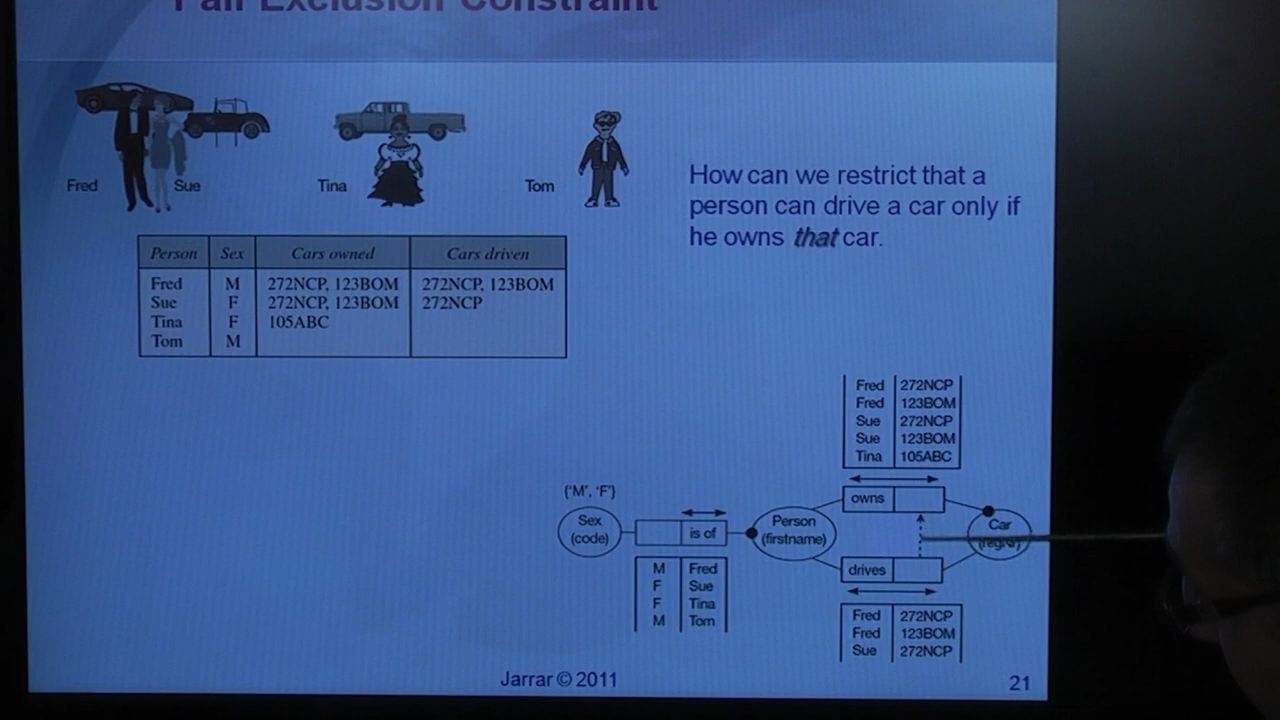 Pair Exclusion Constraint
Fred
Sue
Tina
Tom
How can we restrict that a
person can drive a car only if
he owns that car.
Person Sex Cars owned Cars driven
Fred M 272NCP, 123BOM 272NCP, 123BOM
Sue F 272NCP, 123BOM 272NCP
Tina F 105ABC
Tom M
Fred 272NCP
Fred 123BOM
Sue 272NCP
Sue 123BOM
Tina 105ABC
{'M', 'F'}
owns
Sex
(code)
is of
Person
(firstname)
Car
drives
M Fred
F Sue
F Tina
M Tom
Fred 272NCP
Fred 123BOM
Sue 272NCP
Jarrar © 2011
21